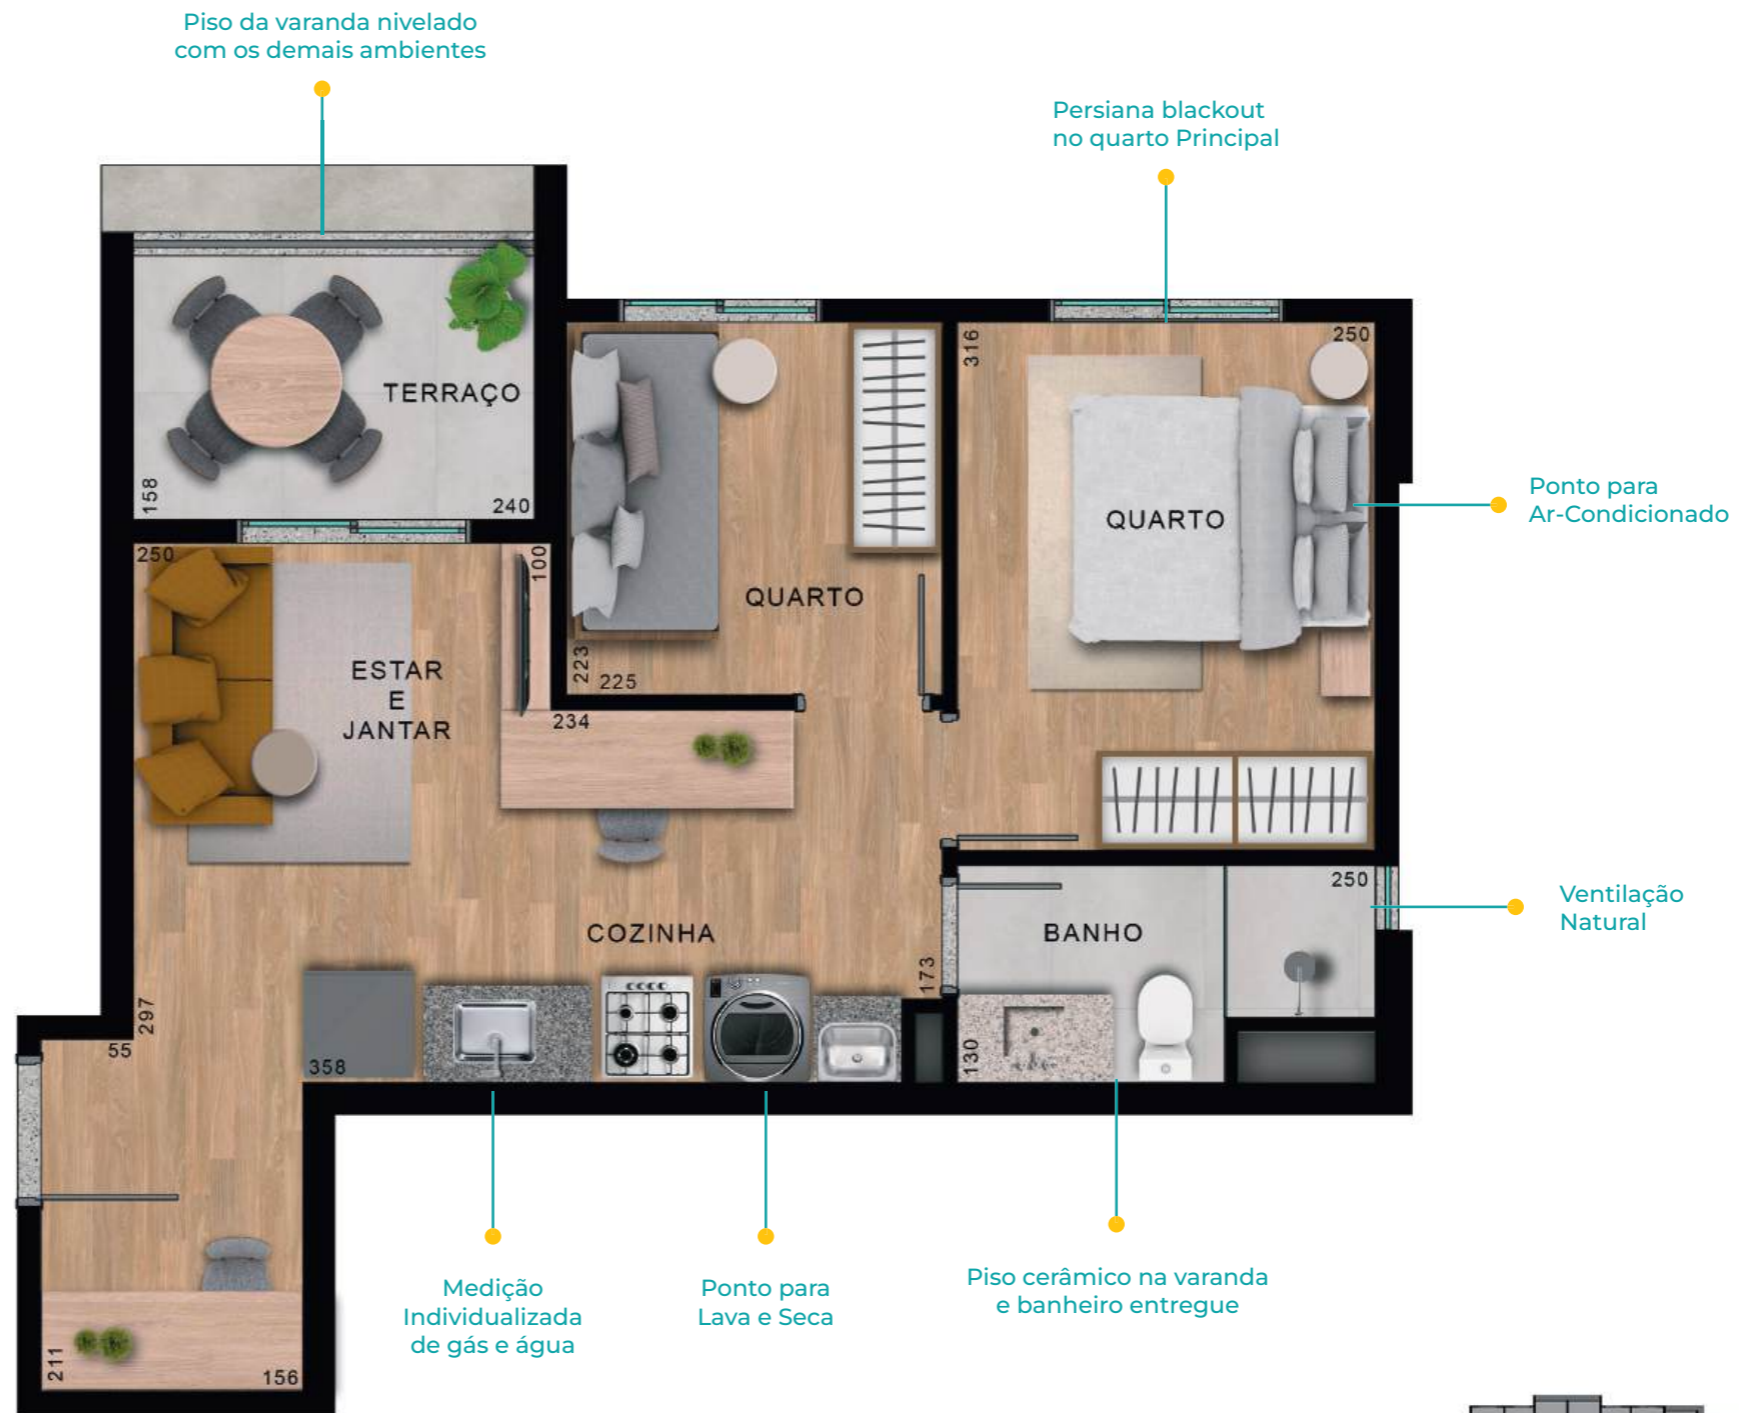 Piso da varanda nivelado
com os demais ambientes
Persiana blackout
no quarto Principal
316
250
TERRAÇO
158
240
Ponto para
Ar-Condicionado
QUARTO
250
100
QUARTO
223
225
ESTAR
E
JANTAR
234
250
Ventilação
Natural
COZINHA
BANHO
173
297
55
358
130
Medição
Individualizada
de gás e água
Ponto para
Lava e Seca
Piso cerâmico na varanda
e banheiro entregue
211
156